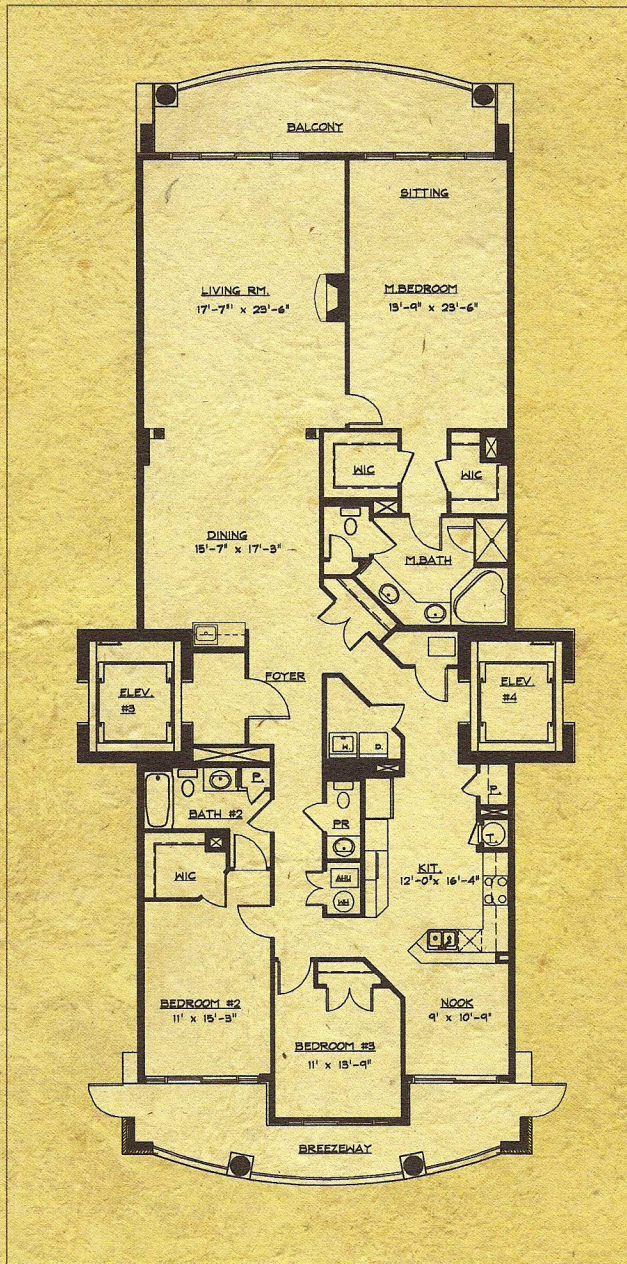 BALCONY
SITTING
LIVING RM.
17'-7" x 23'-6"
M.BEDROOM
13'-9" x 23'-6"
WIC
WIC
DINING
15'-7" x 17'-3"
M.BATH
FOYER
ELEV.
#3
ELEV.
#4
W.
D.
P.
BATH #2
PR
P.
T.
WIC
AHU
WH
KIT.
12'-0" x 16'-4"
BEDROOM #2
11' x 15'-3"
NOOK
9' x 10'-9"
BEDROOM #3
11' x 13'-9"
BREEZEWAY